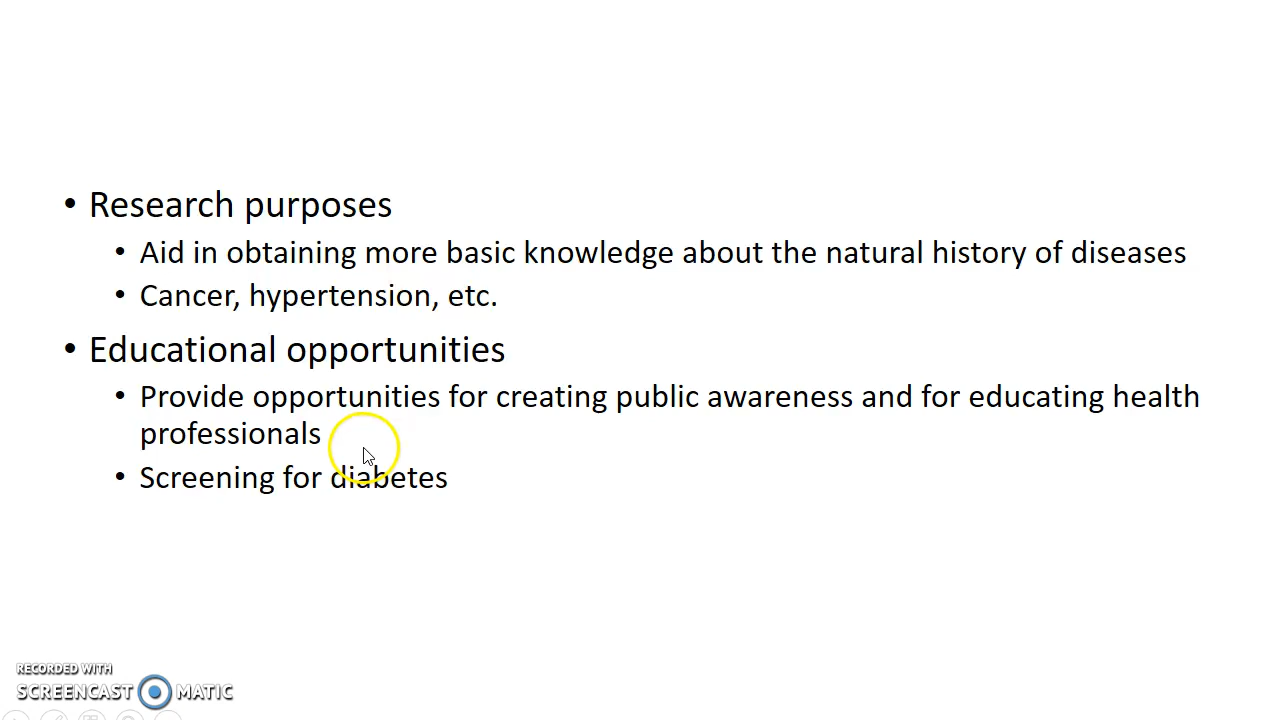 • Research purposes
• Aid in obtaining more basic knowledge about the natural history of diseases
• Cancer, hypertension, etc.
• Educational opportunities
• Provide opportunities for creating public awareness and for educating health
professionals
• Screening for diabetes
RECORDED WITH
SCREENCAST MATIC